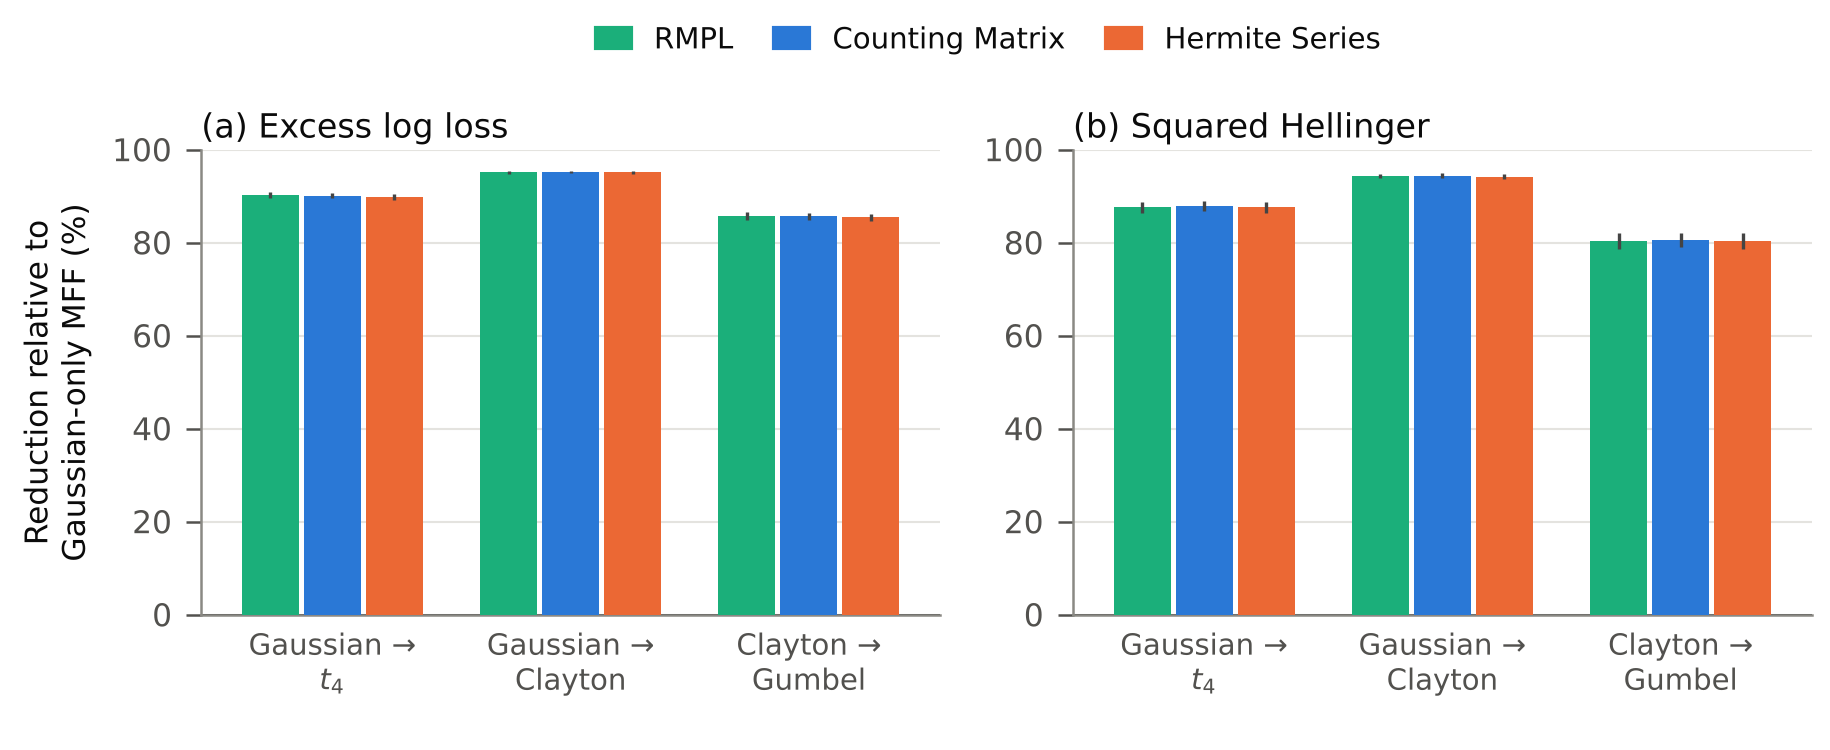 RMPL Counting Matrix Hermite Series
(a) Excess log loss
Reduction relative to
Gaussian-only MFF (%)
100
80
60
40
20
0
Gaussian →
t₄
Gaussian →
Clayton
Clayton →
Gumbel
(b) Squared Hellinger
100
80
60
40
20
0
Gaussian →
t₄
Gaussian →
Clayton
Clayton →
Gumbel